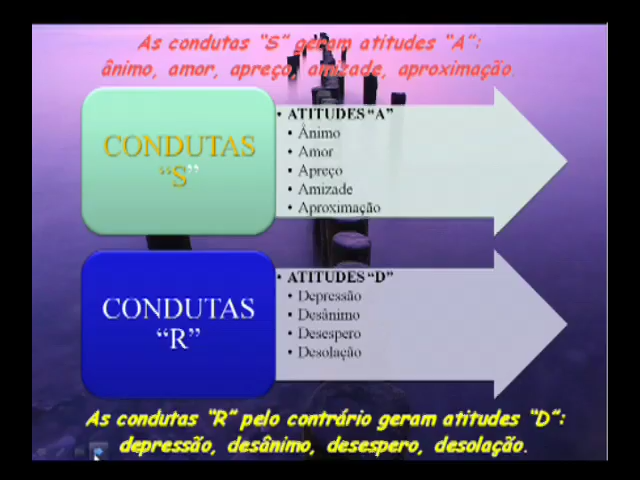 As condutas "S" geram atitudes "A":
ânimo, amor, apreço, amizade, aproximação.
CONDUTAS
"S"
• ATITUDES "A"
• Ânimo
• Amor
• Apreço
• Amizade
• Aproximação
CONDUTAS
"R"
• ATITUDES "D"
• Depressão
• Desânimo
• Desespero
• Desolação
As condutas "R" pelo contrário geram atitudes "D":
depressão, desânimo, desespero, desolação.